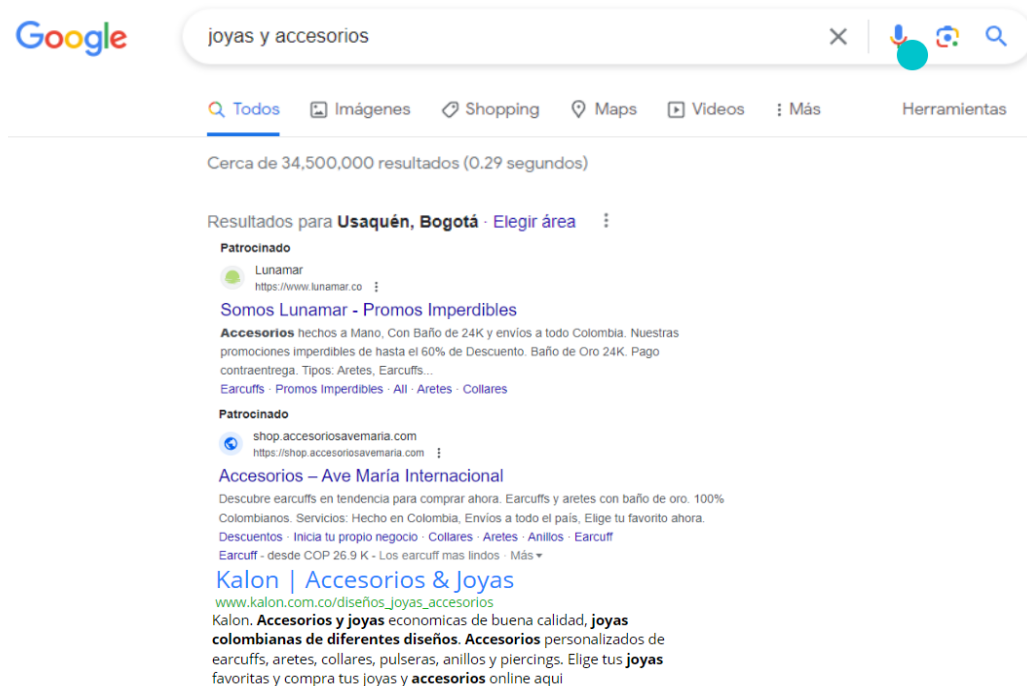 Google
joyas y accesorios
Todos Imágenes Shopping Maps Videos Más Herramientas
Cerca de 34,500,000 resultados (0.29 segundos)
Resultados para Usaquén, Bogotá · Elegir área
Patrocinado
Lunamar
https://www.lunamar.co
Somos Lunamar - Promos Imperdibles
Accesorios hechos a Mano, Con Baño de 24K y envíos a todo Colombia. Nuestras
promociones imperdibles de hasta el 60% de Descuento. Baño de Oro 24K. Pago
contraentrega. Tipos: Aretes, Earcuffs...
Earcuffs · Promos Imperdibles · All · Aretes · Collares
Patrocinado
shop.accesoriosavemaria.com
https://shop.accesoriosavemaria.com
Accesorios – Ave María Internacional
Descubre earcuffs en tendencia para comprar ahora. Earcuffs y aretes con baño de oro. 100%
Colombianos. Servicios: Hecho en Colombia, Envíos a todo el país, Elige tu favorito ahora.
Descuentos · Inicia tu propio negocio · Collares · Aretes · Anillos · Earcuff
Earcuff - desde COP 26.9 K - Los earcuff mas lindos · Más
Kalon | Accesorios & Joyas
www.kalon.com.co/diseños_joyas_accesorios
Kalon. Accesorios y joyas economicas de buena calidad, joyas
colombianas de diferentes diseños. Accesorios personalizados de
earcuffs, aretes, collares, pulseras, anillos y piercings. Elige tus joyas
favoritas y compra tus joyas y accesorios online aqui